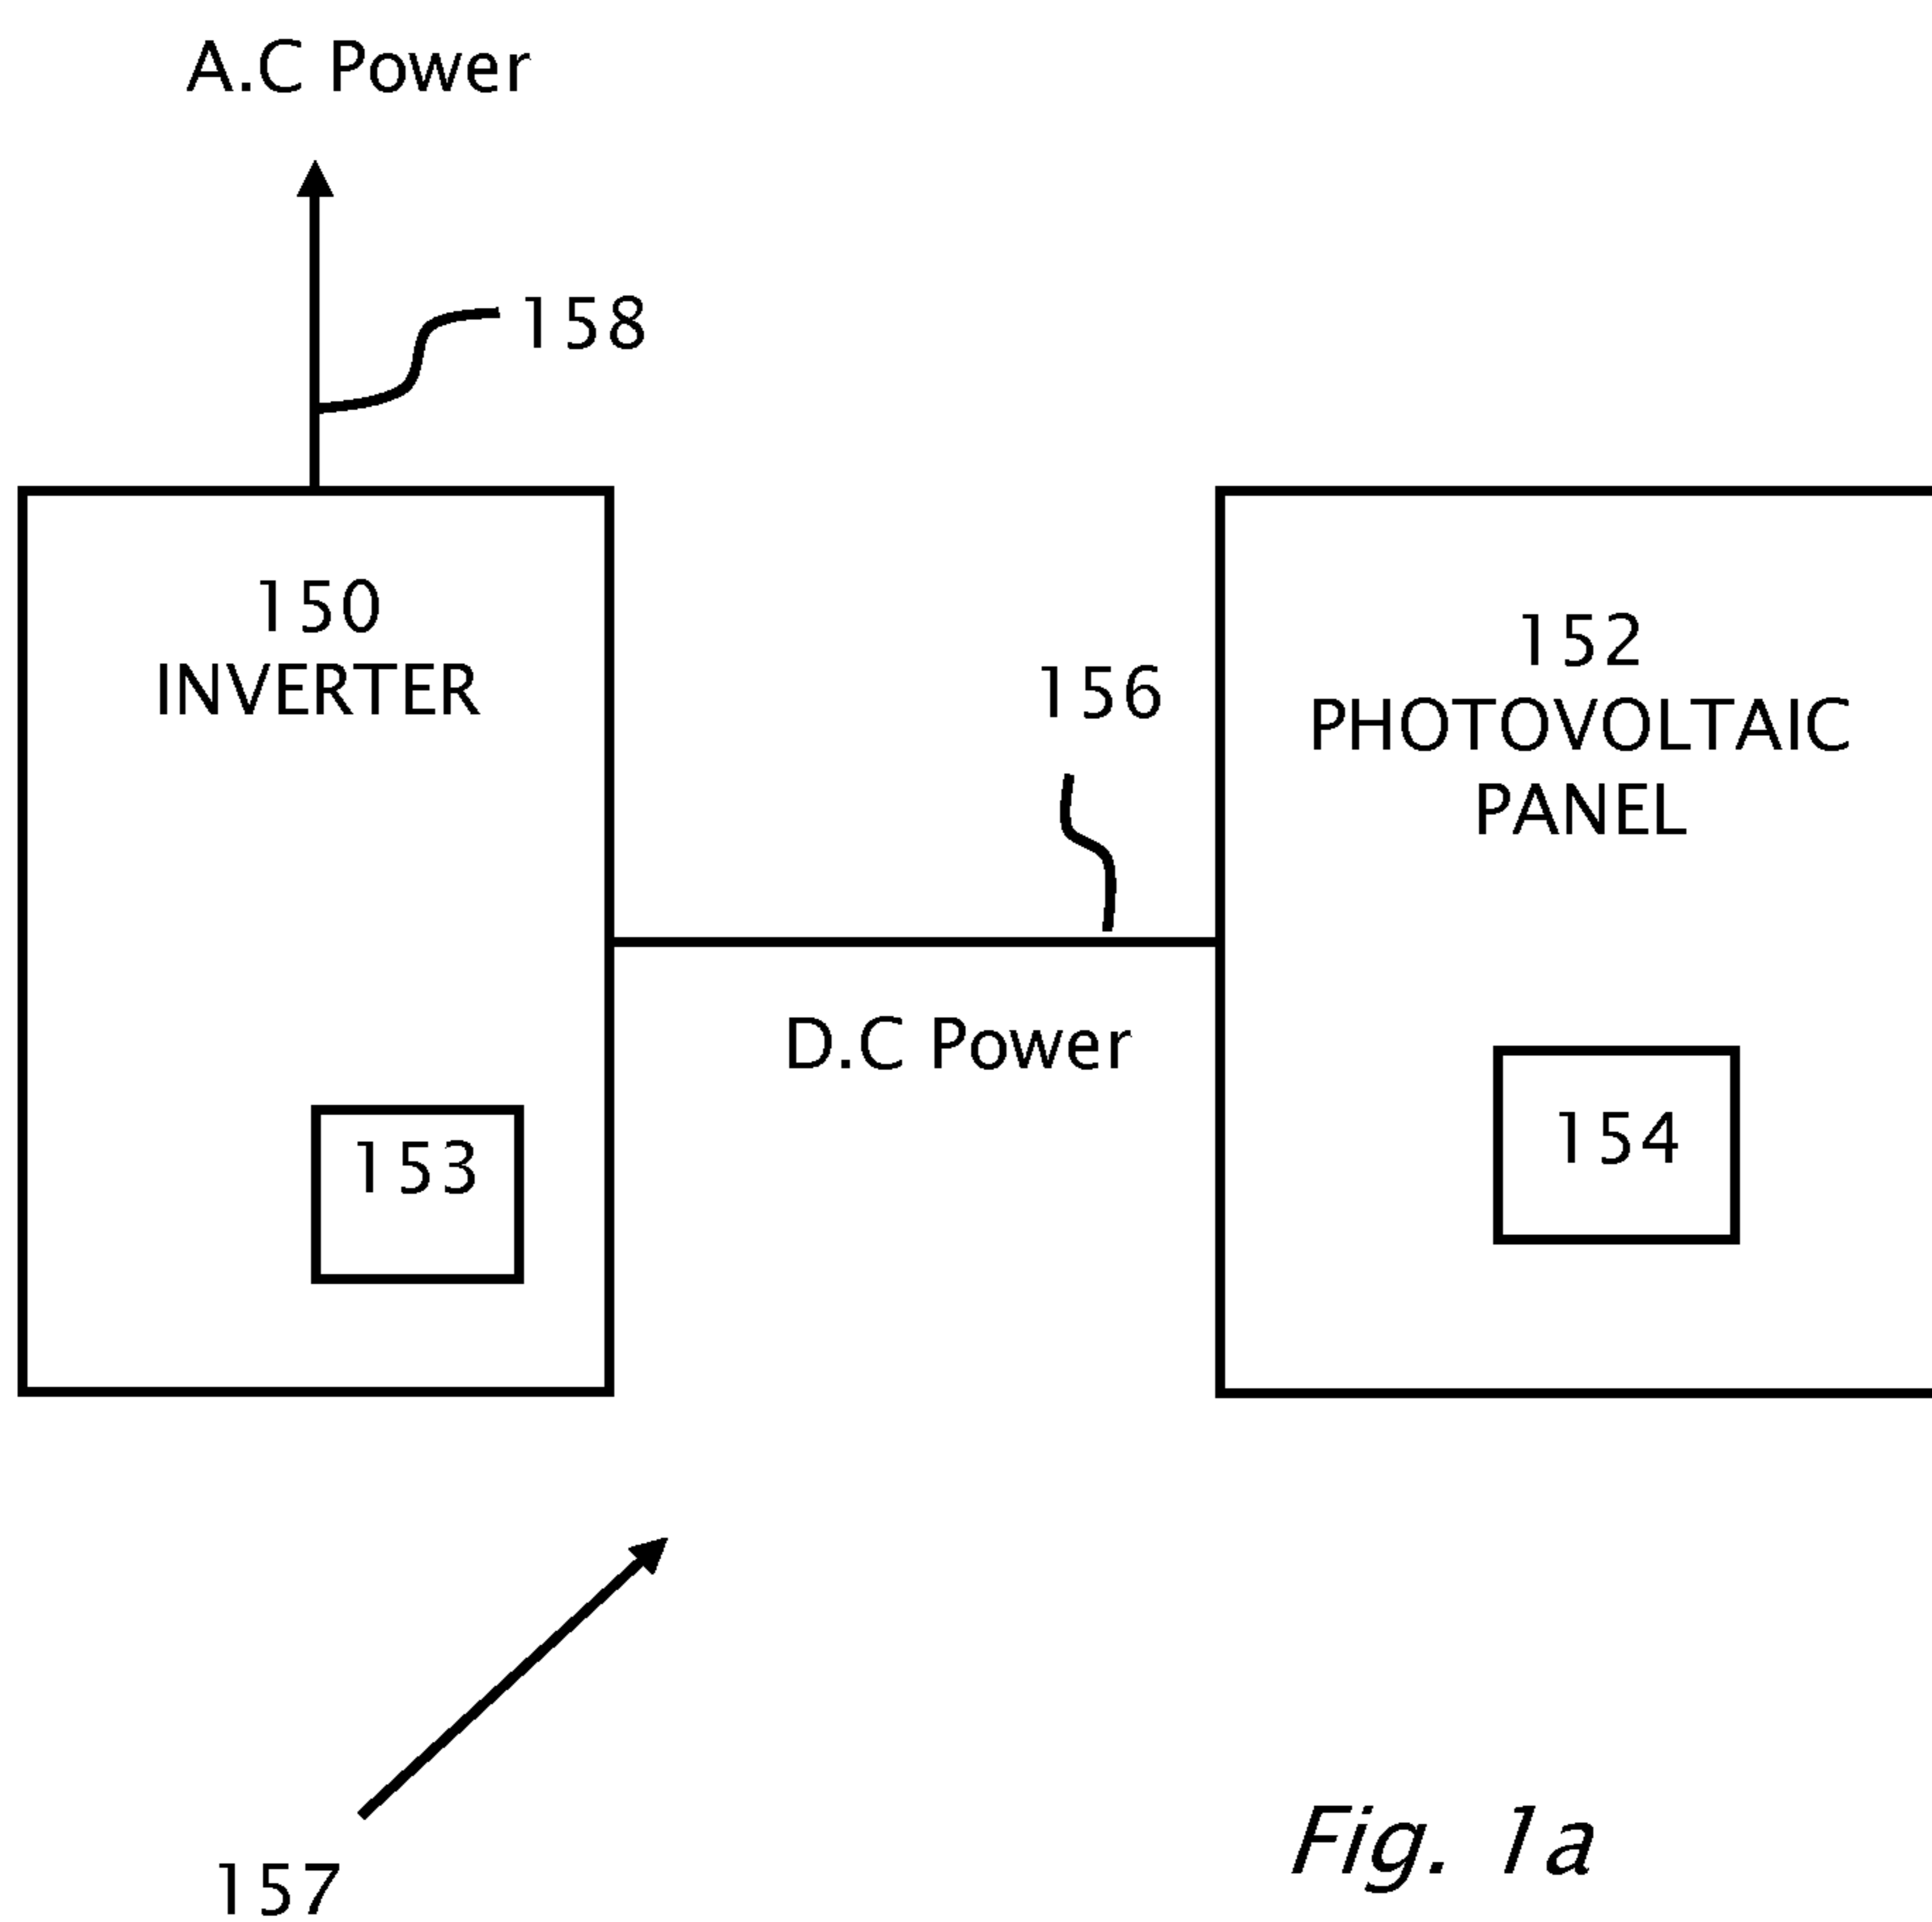 A.C Power
158
150
INVERTER
156
152
PHOTOVOLTAIC
PANEL
D.C Power
153
154
157
Fig. 1a